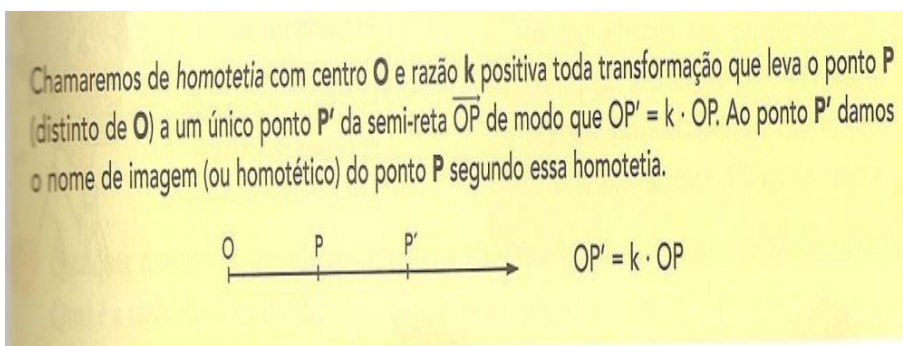 Chamaremos de homotetia com centro O e razão k positiva toda transformação que leva o ponto P
(distinto de O) a um único ponto P' da semi-reta OP de modo que OP' = k · OP. Ao ponto P' damos
o nome de imagem (ou homotético) do ponto P segundo essa homotetia.
O P P'
OP' = k · OP